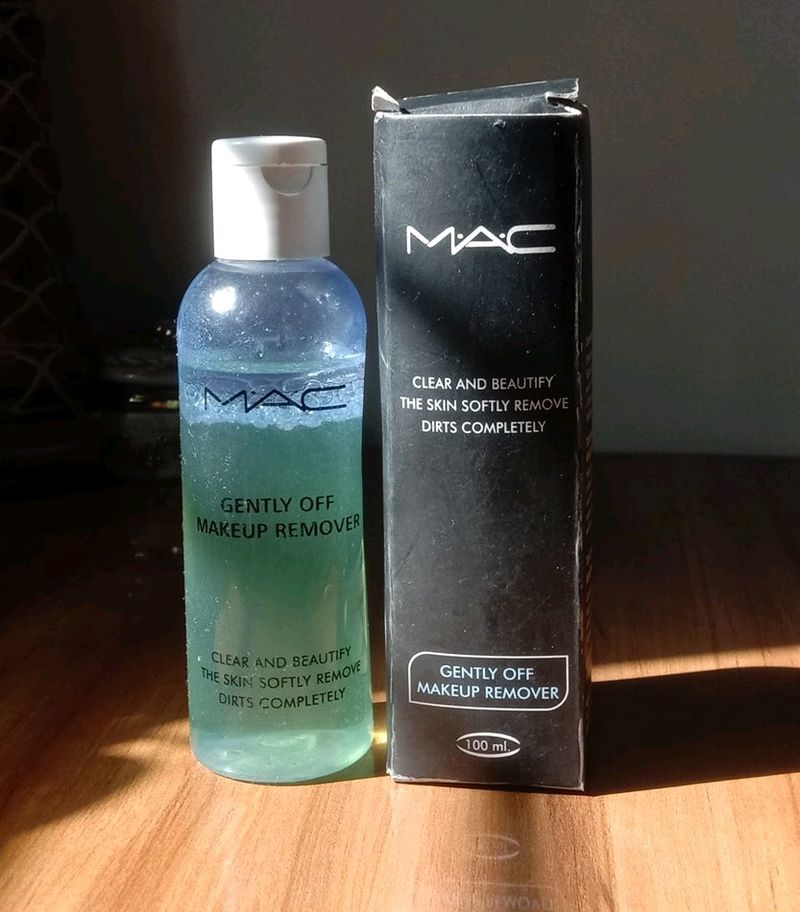 MAC
GENTLY OFF
MAKEUP REMOVER
CLEAR AND BEAUTIFY
THE SKIN SOFTLY REMOVE
DIRTS COMPLETELY
M·A·C
CLEAR AND BEAUTIFY
THE SKIN SOFTLY REMOVE
DIRTS COMPLETELY
GENTLY OFF
MAKEUP REMOVER
100 ml.